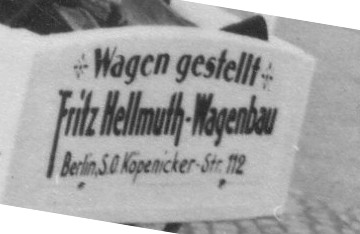 Wagen gestellt
Fritz Hellmuth-Wagenbau
Berlin, S.O. Köpenicker-Str. 112